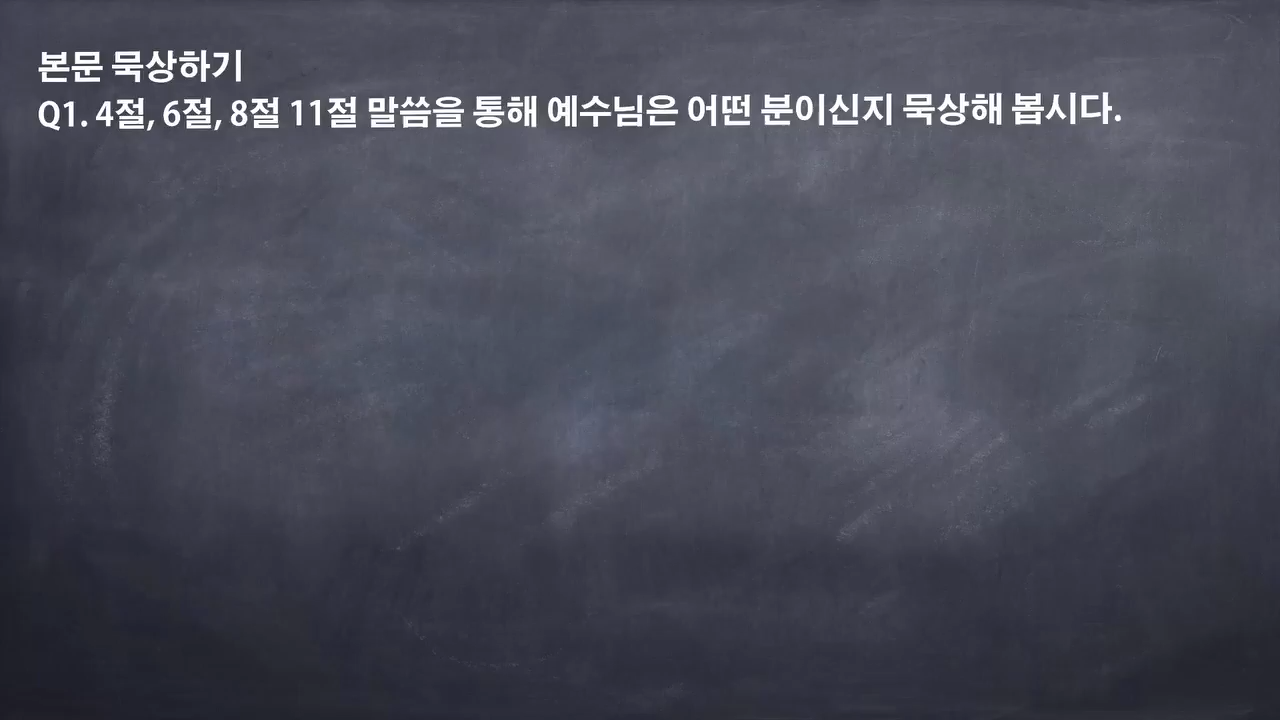 본문 묵상하기
Q1. 4절, 6절, 8절 11절 말씀을 통해 예수님은 어떤 분이신지 묵상해 봅시다.